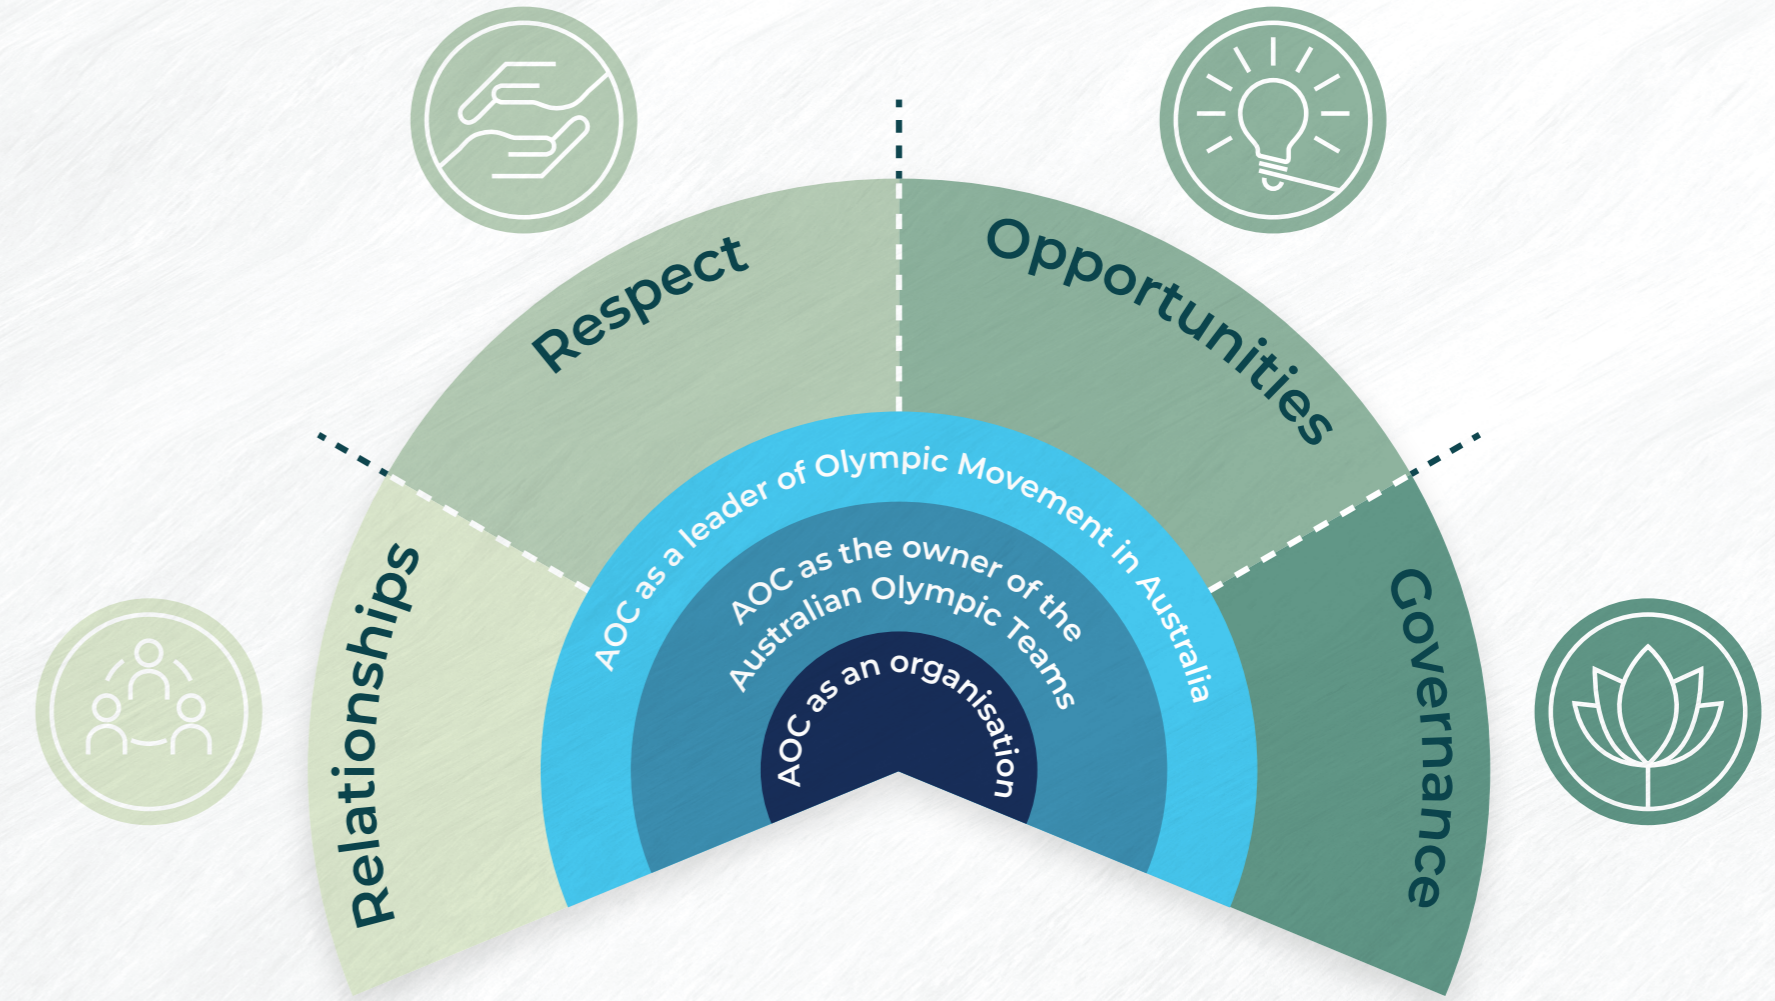 Relationships
Respect
Opportunities
Governance
AOC as a leader of Olympic Movement in Australia
AOC as the owner of the
Australian Olympic Teams
AOC as an organisation